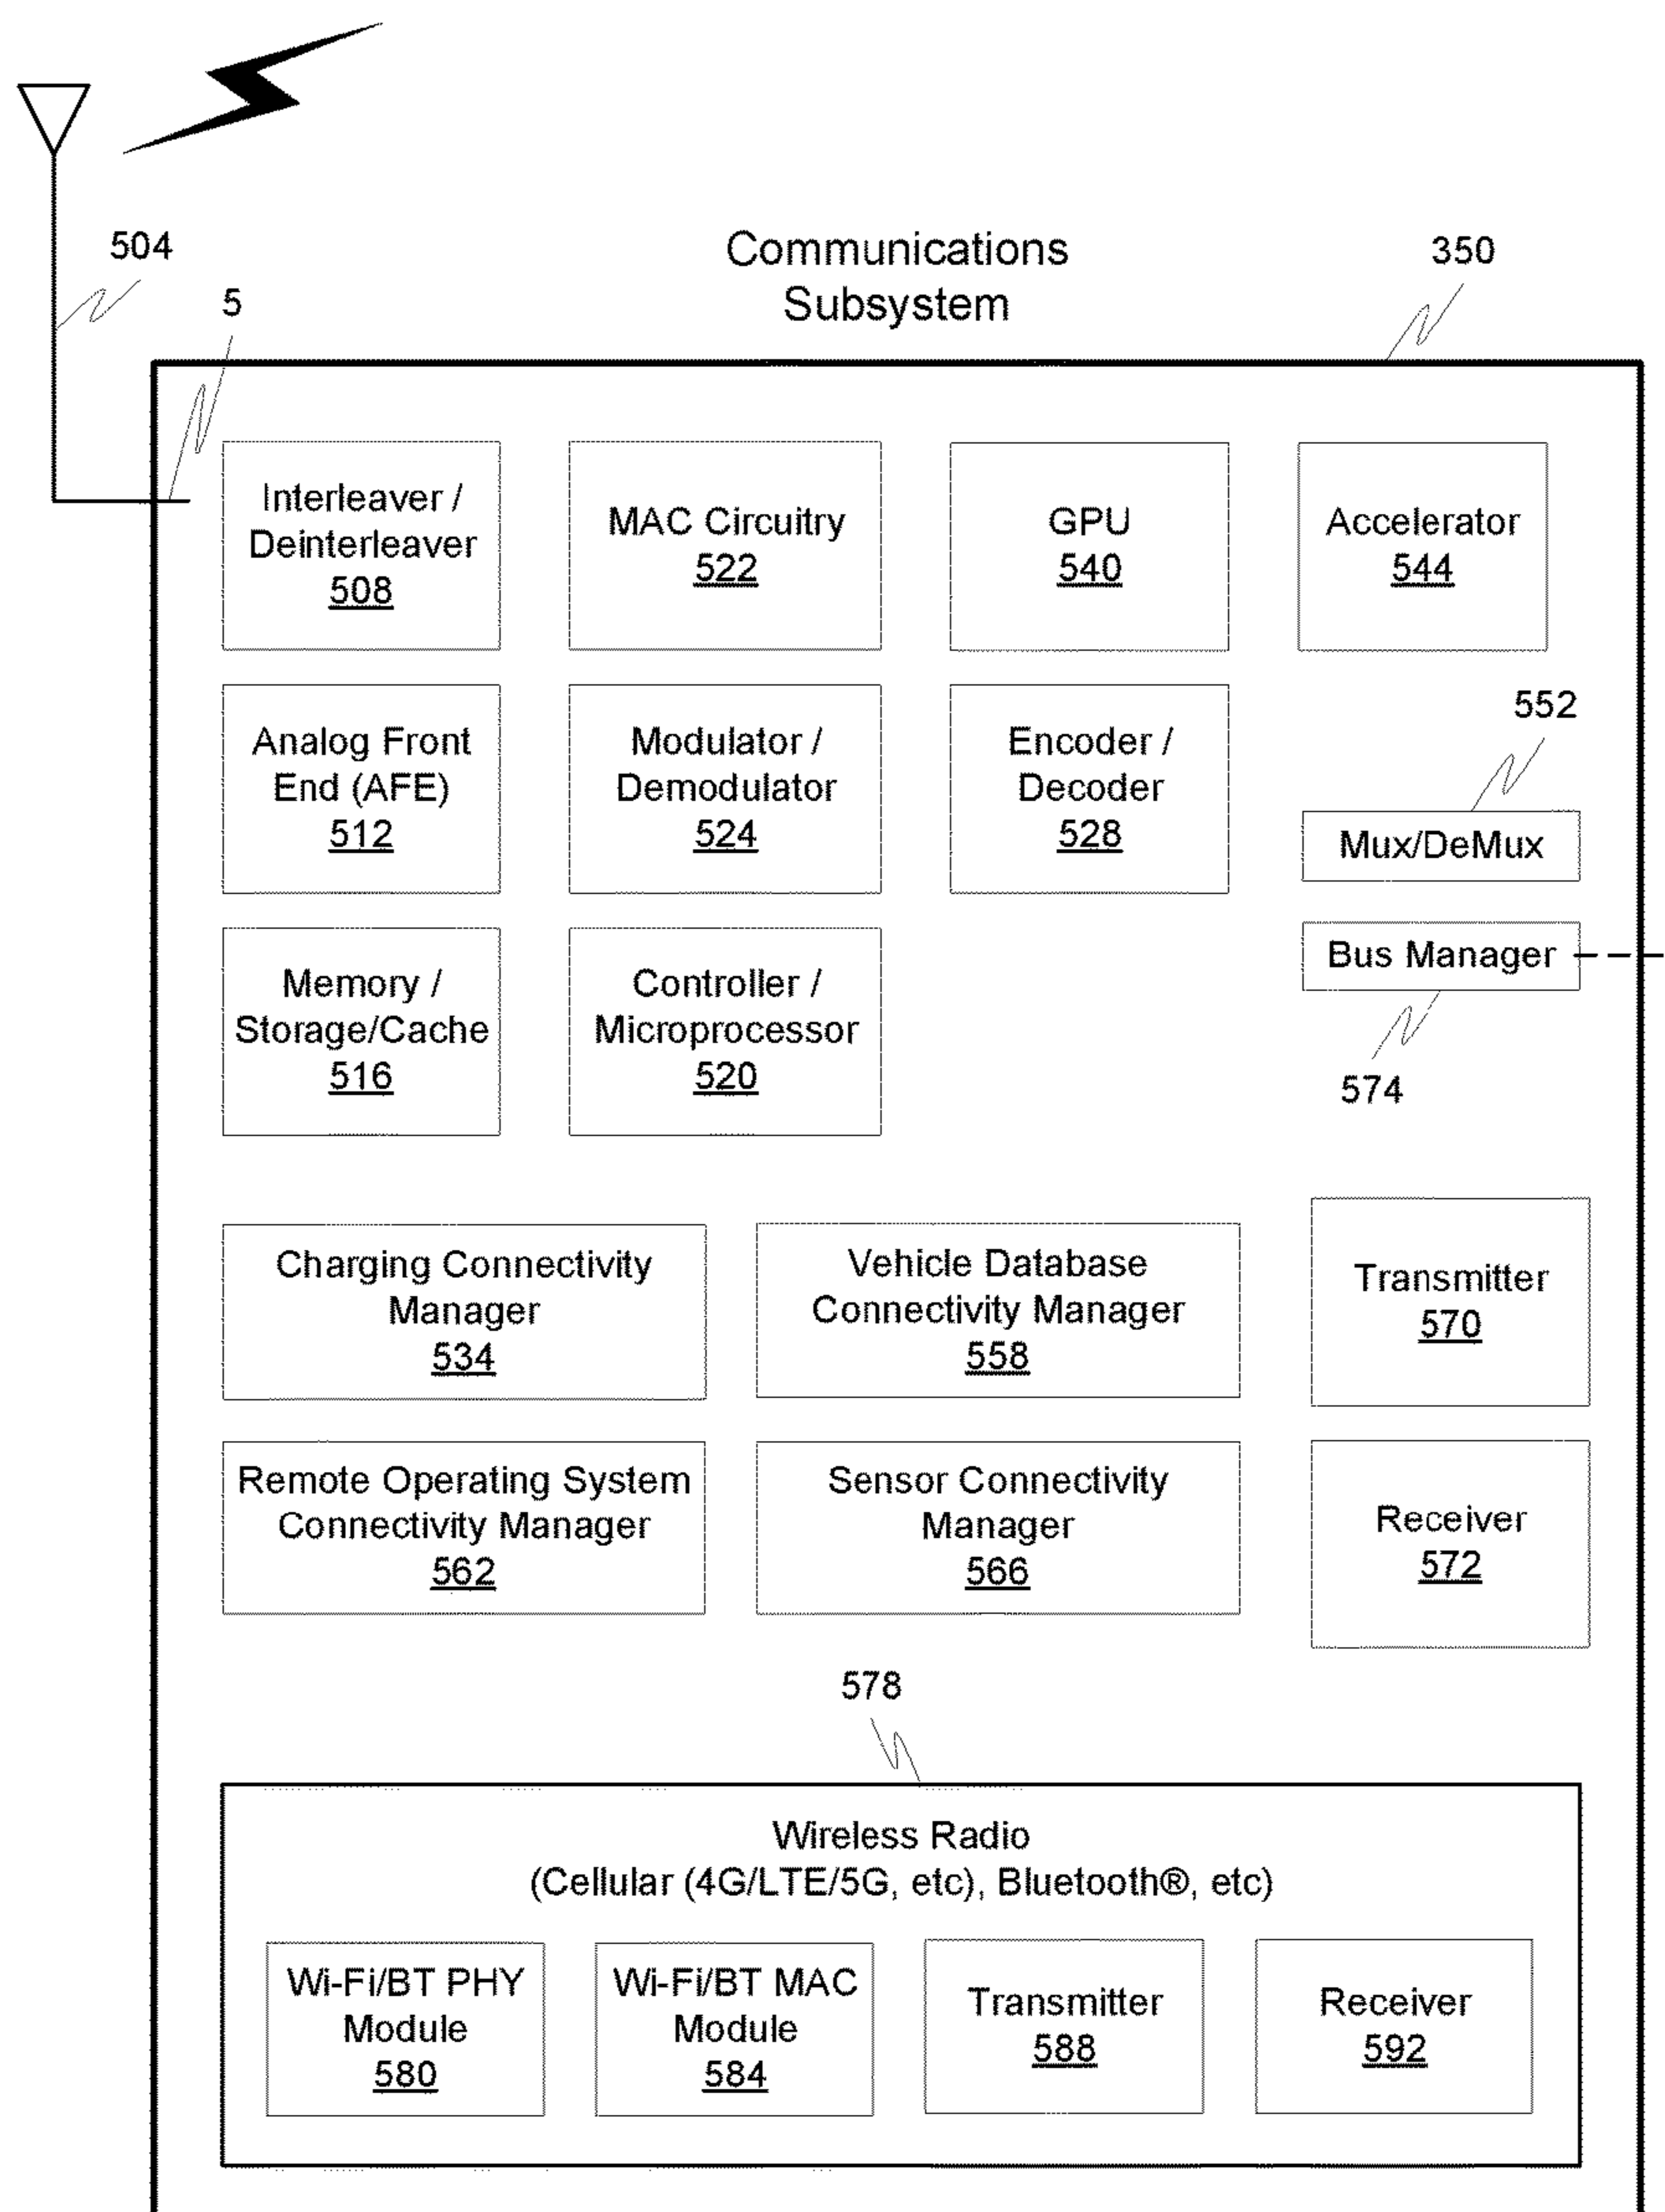 504
5
Communications
Subsystem
350
Interleaver /
Deinterleaver
508
MAC Circuitry
522
GPU
540
Accelerator
544
Analog Front
End (AFE)
512
Modulator /
Demodulator
524
Encoder /
Decoder
528
552
Mux/DeMux
Bus Manager
574
Memory /
Storage/Cache
516
Controller /
Microprocessor
520
Charging Connectivity
Manager
534
Vehicle Database
Connectivity Manager
558
Transmitter
570
Remote Operating System
Connectivity Manager
562
Sensor Connectivity
Manager
566
Receiver
572
578
Wireless Radio
(Cellular (4G/LTE/5G, etc), Bluetooth®, etc)
Wi-Fi/BT PHY
Module
580
Wi-Fi/BT MAC
Module
584
Transmitter
588
Receiver
592